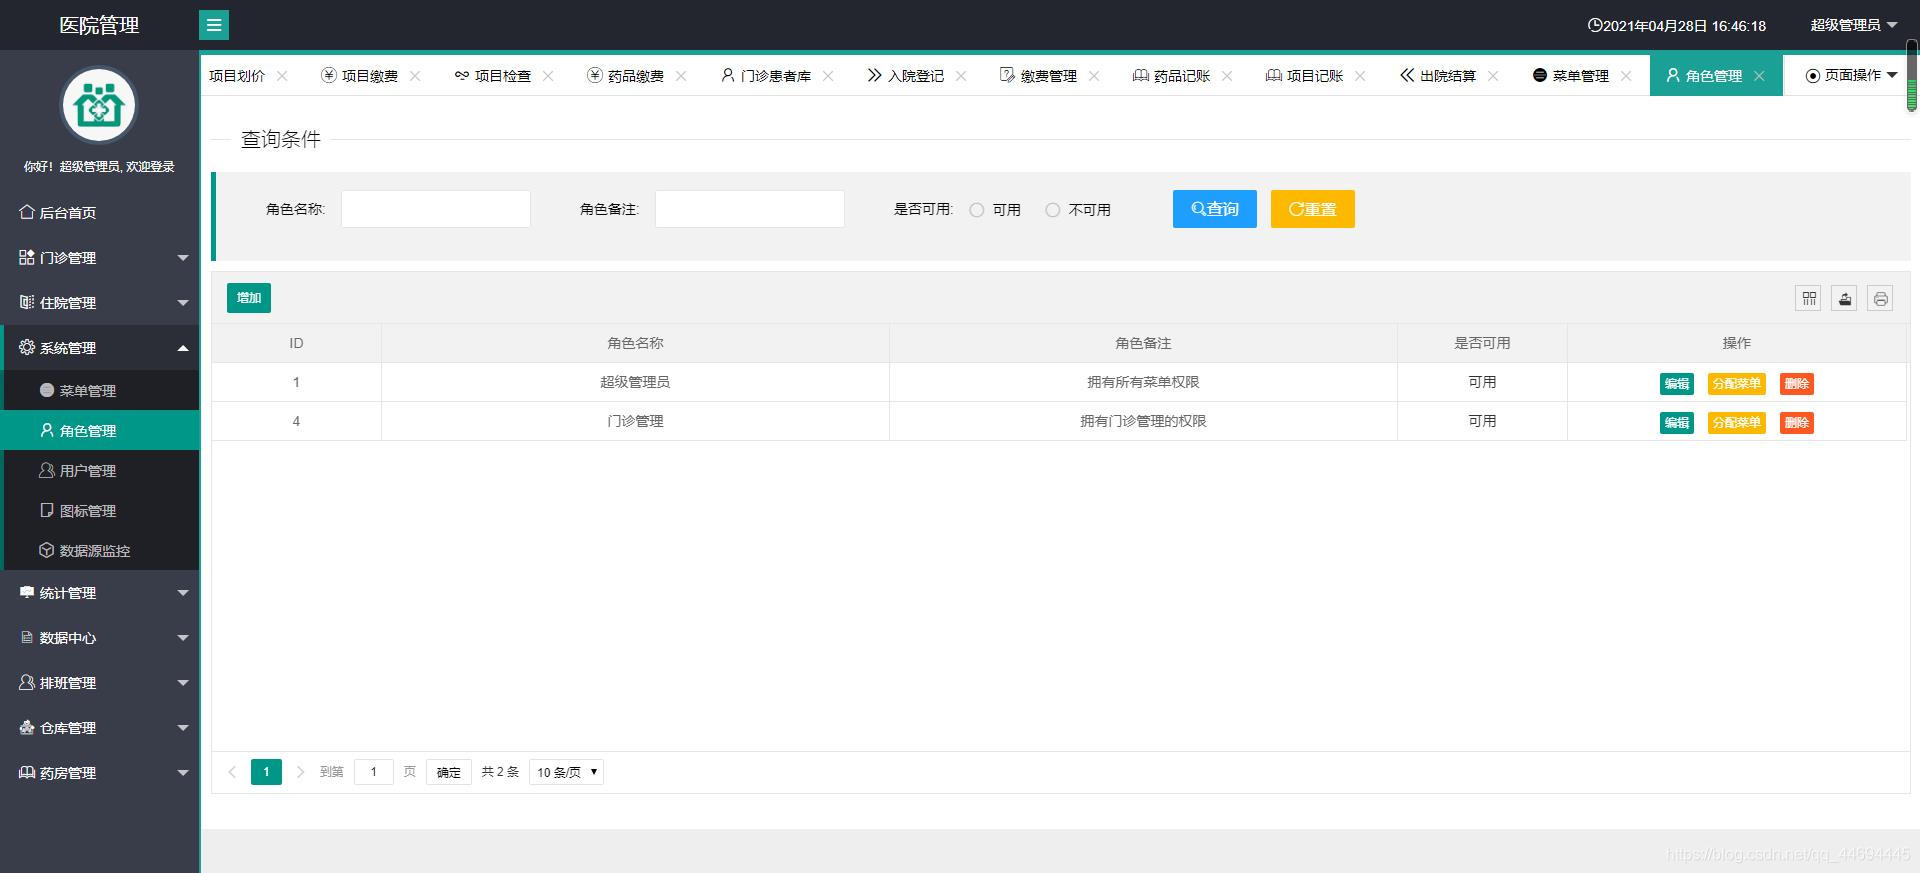 医院管理
2021年04月28日 16:46:18 超级管理员
项目划价 项目缴费 项目检查 药品缴费 门诊患者库 入院登记 缴费管理 药品记账 项目记账 出院结算 菜单管理 角色管理 页面操作
你好！超级管理员, 欢迎登录
后台首页
门诊管理
住院管理
系统管理
菜单管理
角色管理
用户管理
图标管理
数据源监控
统计管理
数据中心
排班管理
仓库管理
药房管理
查询条件
角色名称: 角色备注: 是否可用: 可用 不可用 查询 重置
增加
ID 角色名称 角色备注 是否可用 操作
1 超级管理员 拥有所有菜单权限 可用 编辑 分配菜单 删除
4 门诊管理 拥有门诊管理的权限 可用 编辑 分配菜单 删除
1 到第 1 页 确定 共 2 条 10 条/页
https://blog.csdn.net/qq_44694445